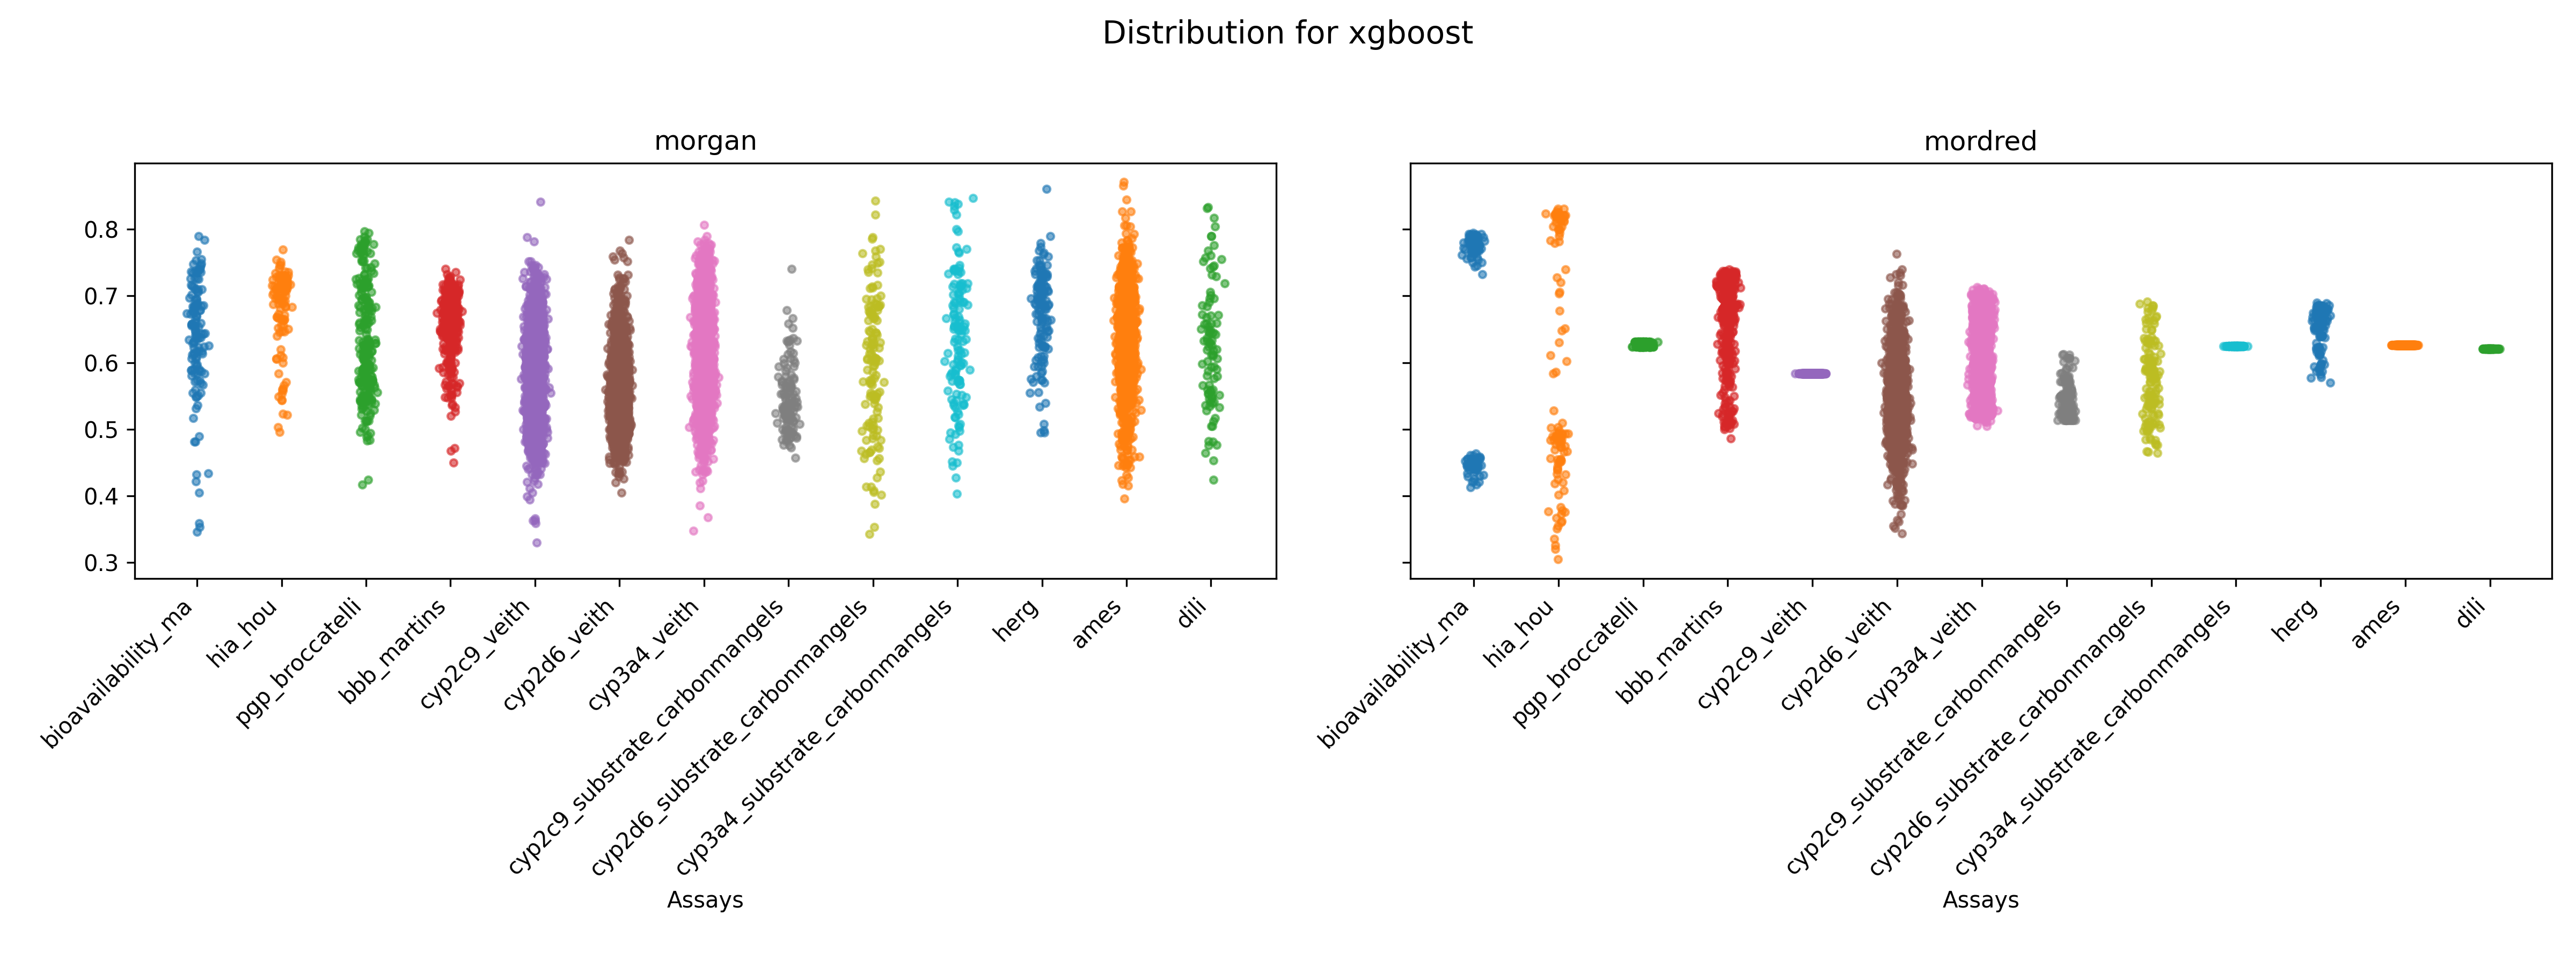 Distribution for xgboost
morgan
0.8
0.7
0.6
0.5
0.4
0.3
bioavailability_ma
hia_hou
pgp_broccatelli
bbb_martins
cyp2c9_veith
cyp2d6_veith
cyp3a4_veith
cyp2c9_substrate_carbonmangels
cyp2d6_substrate_carbonmangels
cyp3a4_substrate_carbonmangels
herg
ames
dili
Assays
mordred
bioavailability_ma
hia_hou
pgp_broccatelli
bbb_martins
cyp2c9_veith
cyp2d6_veith
cyp3a4_veith
cyp2c9_substrate_carbonmangels
cyp2d6_substrate_carbonmangels
cyp3a4_substrate_carbonmangels
herg
ames
dili
Assays